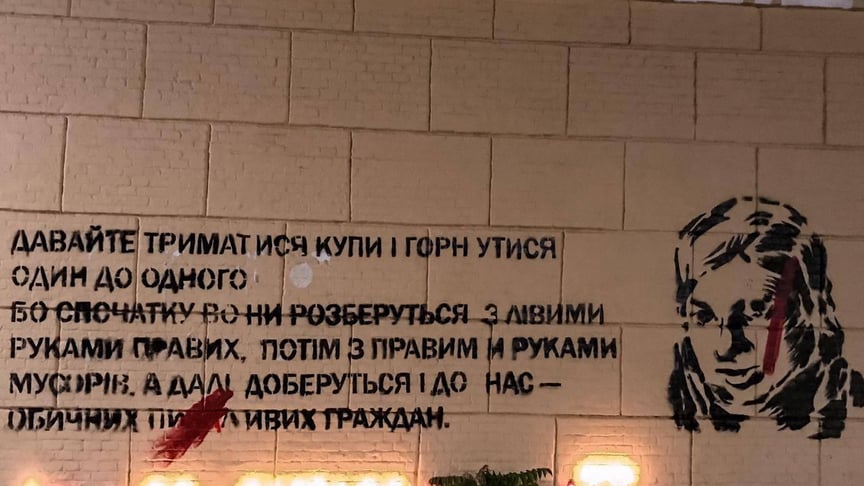 ДАВАЙТЕ ТРИМАТИСЯ КУПИ І ГОРНУТИСЯ
ОДИН ДО ОДНОГО
БО СПОЧАТКУ ВОНИ РОЗБЕРУТЬСЯ З ЛІВИМИ
РУКАМИ ПРАВИХ, ПОТІМ З ПРАВИМИ РУКАМИ
МУСОРІВ. А ДАЛІ ДОБЕРУТЬСЯ І ДО НАС —
ОБИЧНИХ ГРАЖДАН.